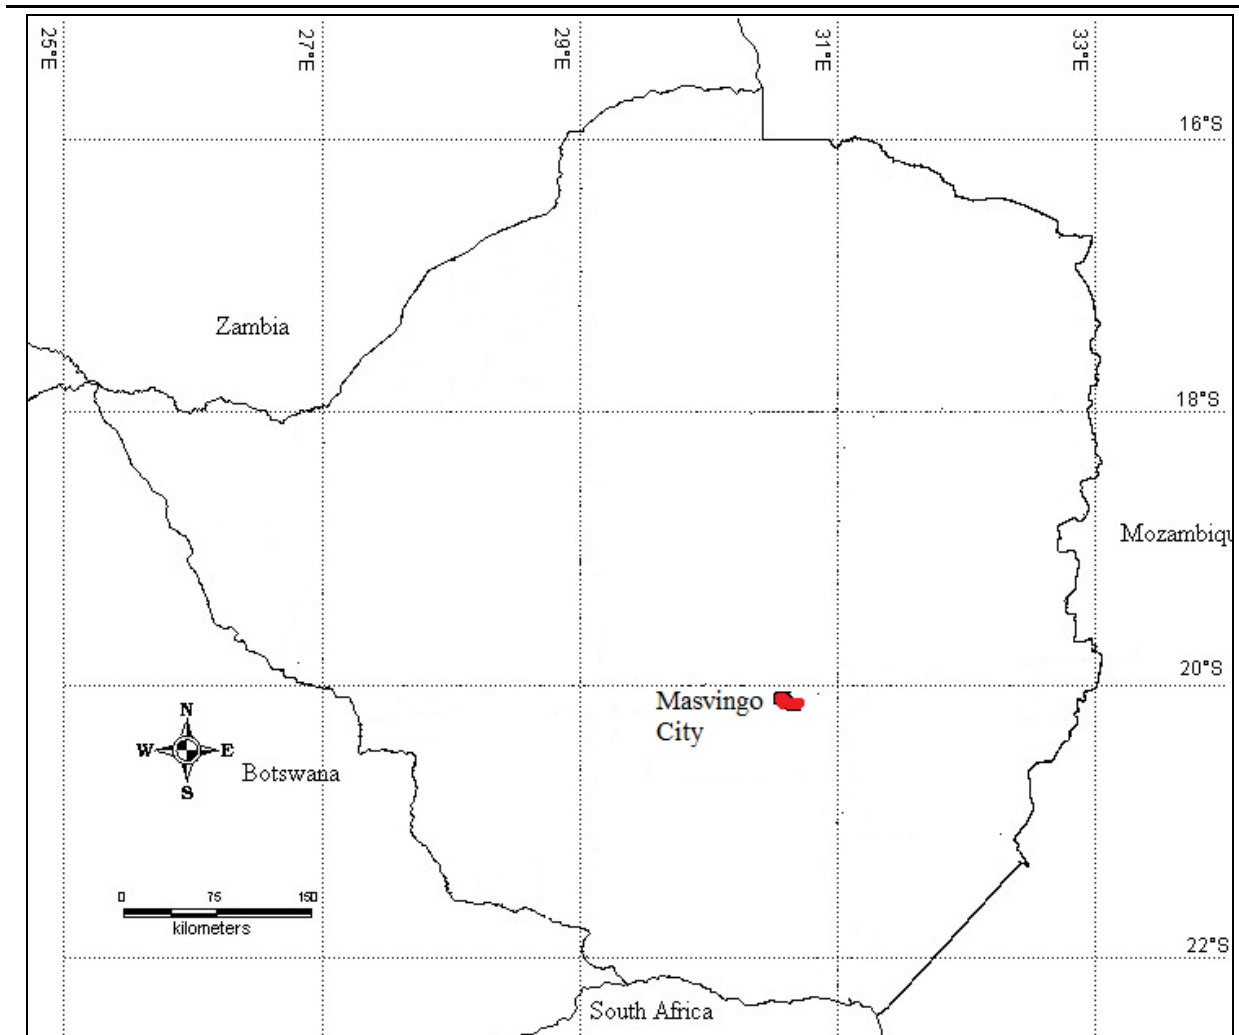 25°E
27°E
29°E
31°E
33°E
16°S
Zambia
18°S
Mozambiqu
20°S
Masvingo
City
N
W
E
S
Botswana
0 75 150
kilometers
22°S
South Africa